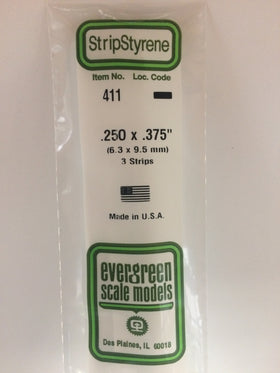 StripStyrene
Item No. Loc. Code
411
.250 x .375"
(6.3 x 9.5 mm)
3 Strips
Made in U.S.A.
evergreen
scale models
Des Plaines, IL 60018